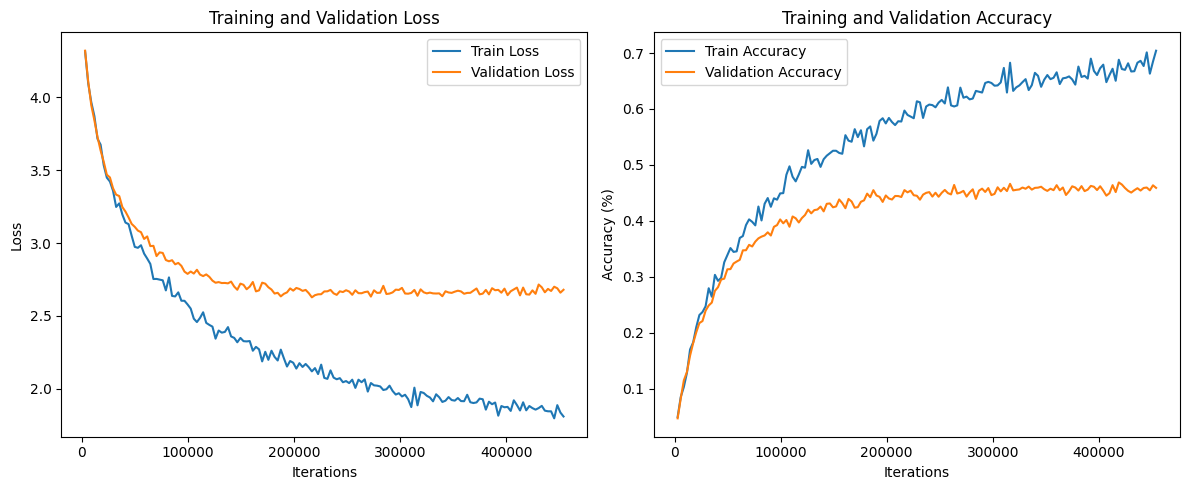 Training and Validation Loss
Train Loss
Validation Loss
4.0
3.5
3.0
2.5
2.0
Loss
0 100000 200000 300000 400000
Iterations
Training and Validation Accuracy
Train Accuracy
Validation Accuracy
0.7
0.6
0.5
0.4
0.3
0.2
0.1
Accuracy (%)
0 100000 200000 300000 400000
Iterations